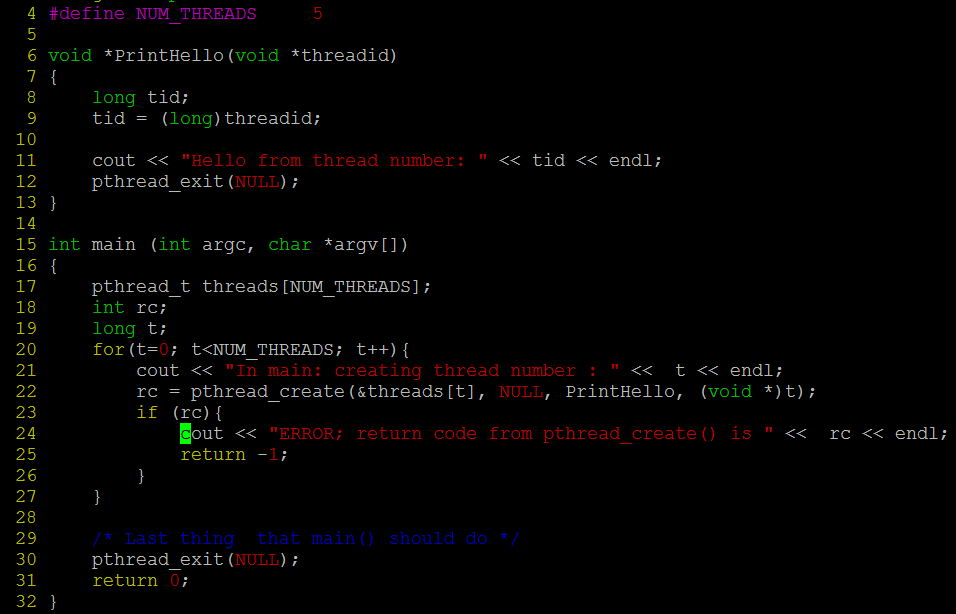 4 #define NUM_THREADS     5
5
6 void *PrintHello(void *threadid)
7 {
8     long tid;
9     tid = (long)threadid;
10
11     cout << "Hello from thread number: " << tid << endl;
12     pthread_exit(NULL);
13 }
14
15 int main (int argc, char *argv[])
16 {
17     pthread_t threads[NUM_THREADS];
18     int rc;
19     long t;
20     for(t=0; t<NUM_THREADS; t++){
21         cout << "In main: creating thread number : " <<  t << endl;
22         rc = pthread_create(&threads[t], NULL, PrintHello, (void *)t);
23         if (rc){
24             cout << "ERROR; return code from pthread_create() is " <<  rc << endl;
25             return -1;
26         }
27     }
28
29     /* Last thing  that main() should do */
30     pthread_exit(NULL);
31     return 0;
32 }